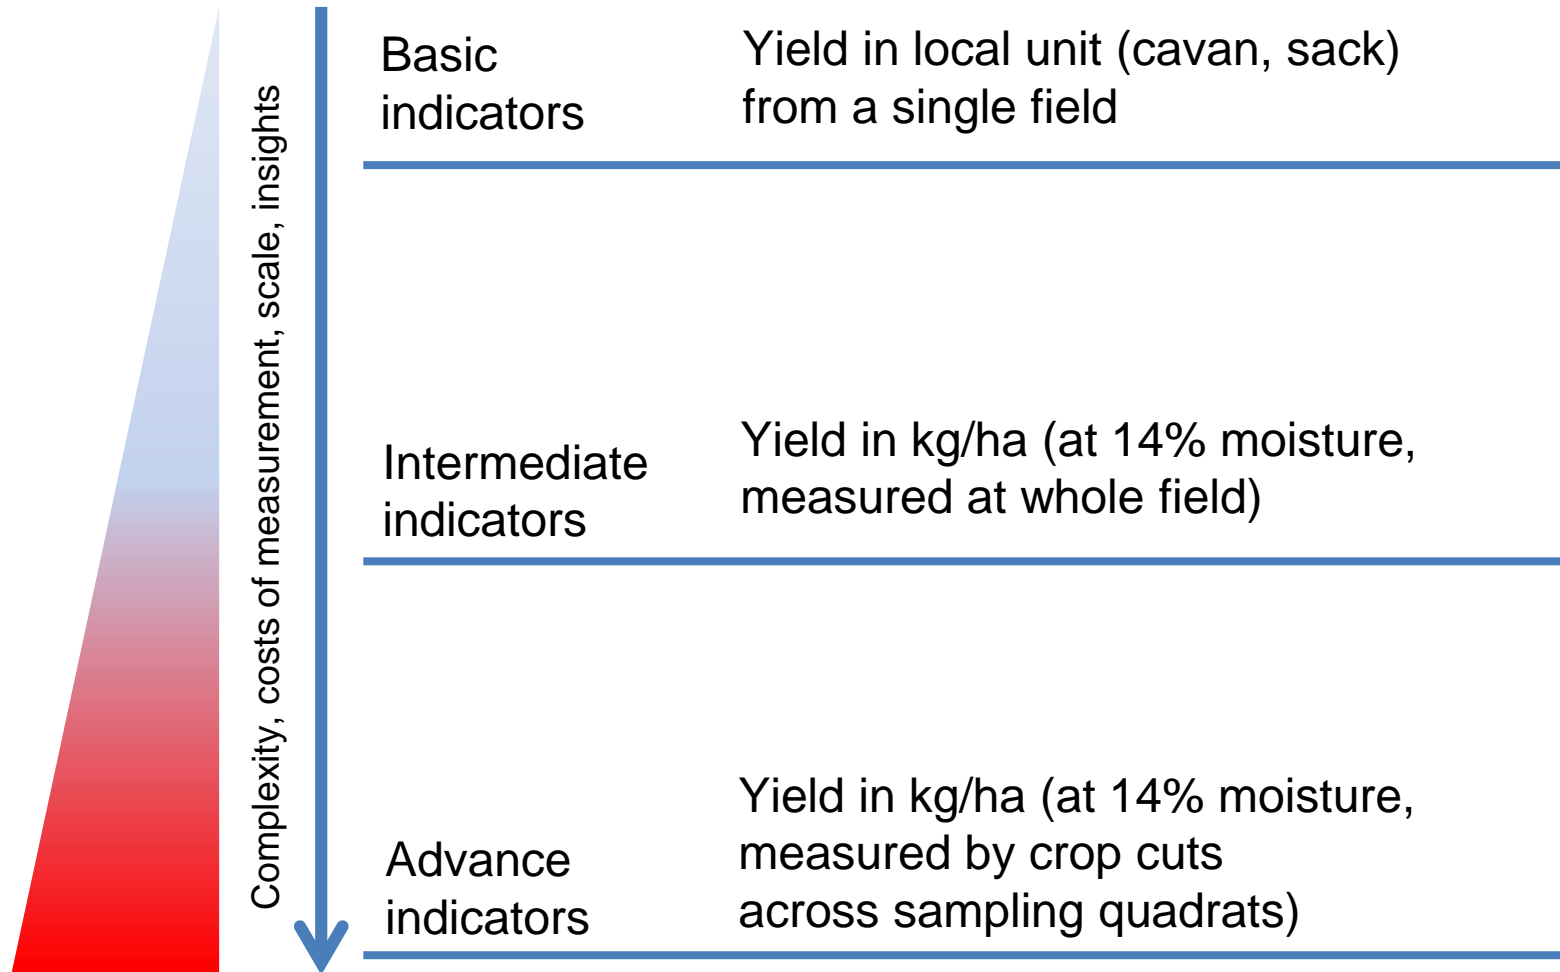 Complexity, costs of measurement, scale, insights
Basic
indicators
Yield in local unit (cavan, sack)
from a single field
Intermediate
indicators
Yield in kg/ha (at 14% moisture,
measured at whole field)
Advance
indicators
Yield in kg/ha (at 14% moisture,
measured by crop cuts
across sampling quadrats)